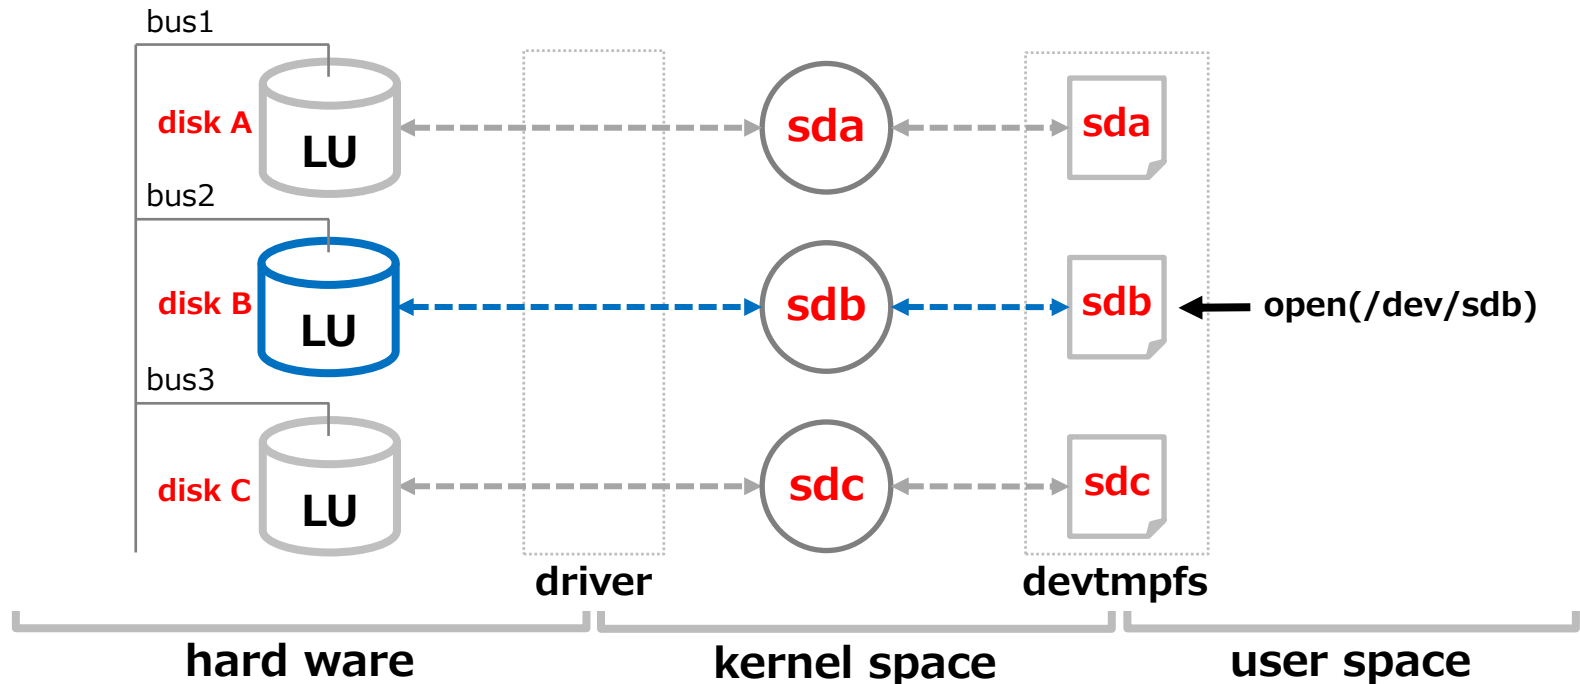 bus1
disk A
LU
sda
sda
bus2
disk B
LU
sdb
sdb
open(/dev/sdb)
bus3
disk C
LU
sdc
sdc
driver
devtmpfs
hard ware
kernel space
user space